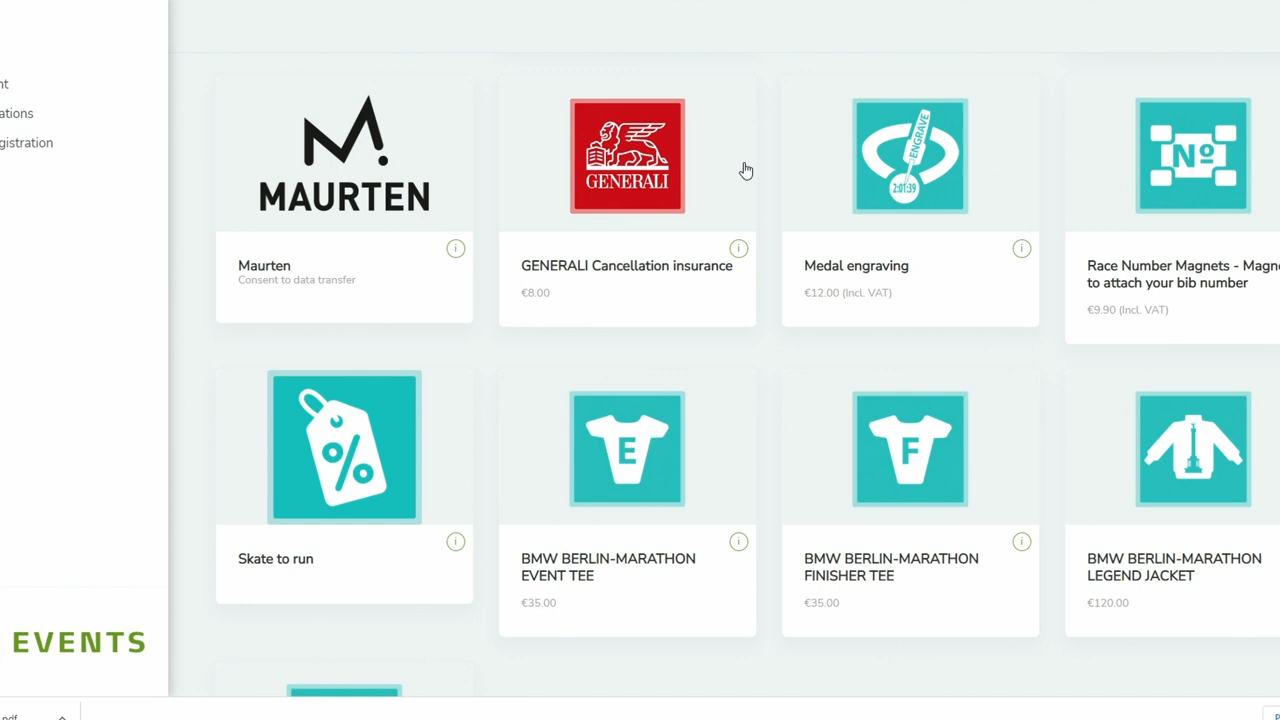 nt
ations
gistration
MAURTEN
GENERALI
ENGRAVE
2:01:39
Nº
Maurten
Consent to data transfer
GENERALI Cancellation insurance
€8.00
Medal engraving
€12.00 (Incl. VAT)
Race Number Magnets - Magne
to attach your bib number
€9.90 (Incl. VAT)
%
E
F
Skate to run
BMW BERLIN-MARATHON
EVENT TEE
€35.00
BMW BERLIN-MARATHON
FINISHER TEE
€35.00
BMW BERLIN-MARATHON
LEGEND JACKET
€120.00
EVENTS
.pdf